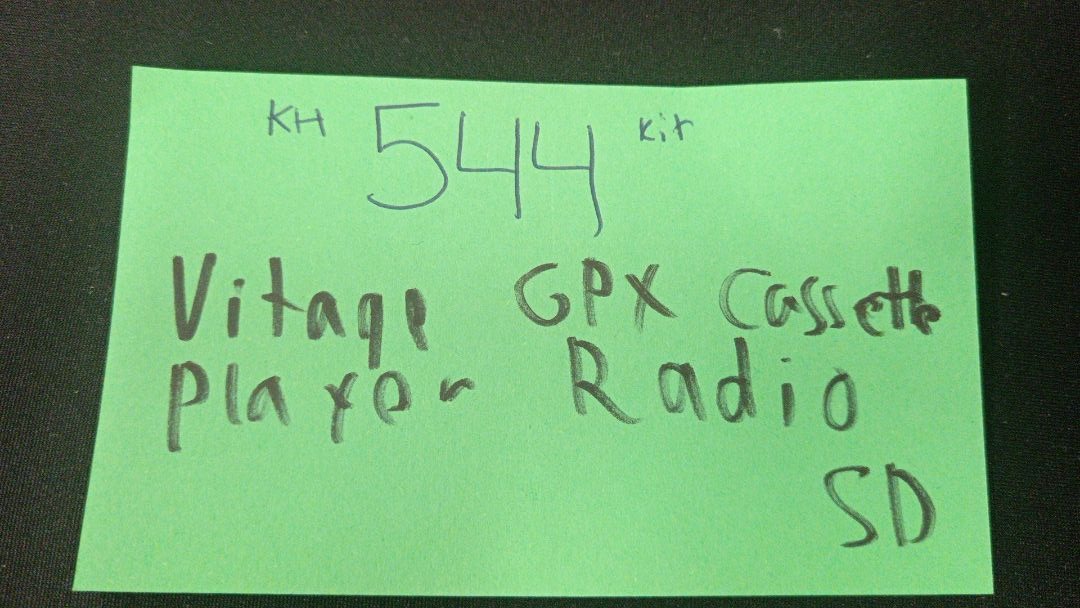 KH 544 Kit
Vitage GPX Cassette
Player Radio
SD